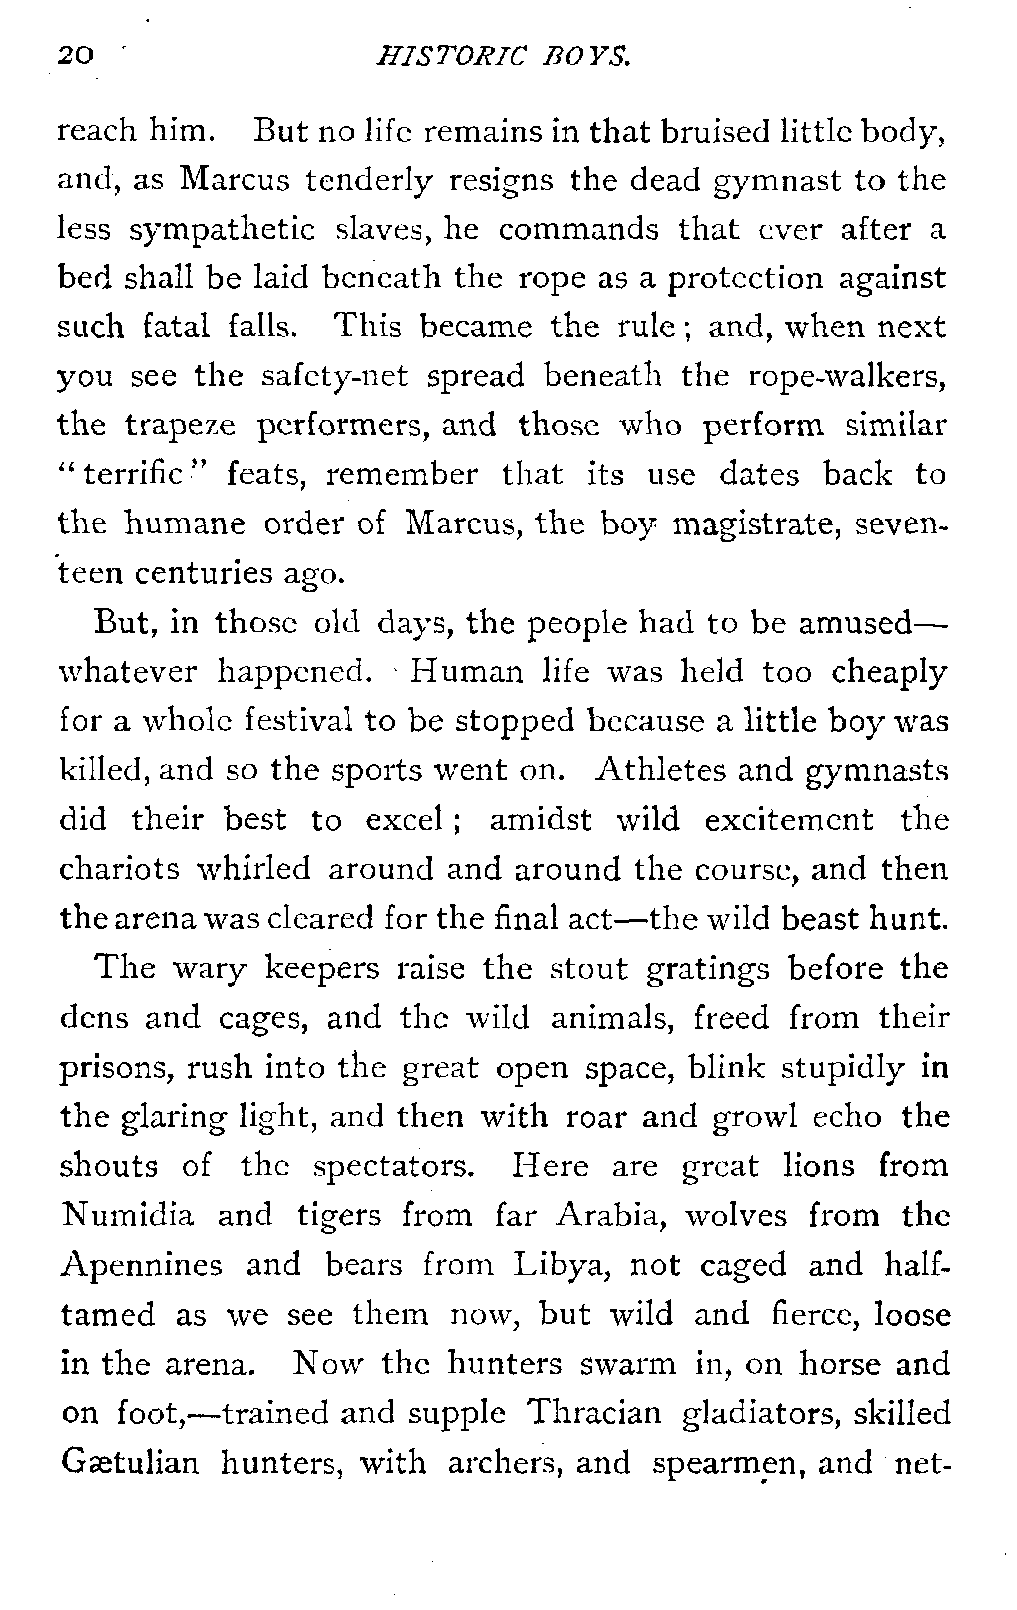 20 HISTORIC BOYS.
reach him. But no life remains in that bruised little body,
and, as Marcus tenderly resigns the dead gymnast to the
less sympathetic slaves, he commands that ever after a
bed shall be laid beneath the rope as a protection against
such fatal falls. This became the rule; and, when next
you see the safety-net spread beneath the rope-walkers,
the trapeze performers, and those who perform similar
"terrific" feats, remember that its use dates back to
the humane order of Marcus, the boy magistrate, seven-
teen centuries ago.
But, in those old days, the people had to be amused—
whatever happened. Human life was held too cheaply
for a whole festival to be stopped because a little boy was
killed, and so the sports went on. Athletes and gymnasts
did their best to excel; amidst wild excitement the
chariots whirled around and around the course, and then
the arena was cleared for the final act—the wild beast hunt.
The wary keepers raise the stout gratings before the
dens and cages, and the wild animals, freed from their
prisons, rush into the great open space, blink stupidly in
the glaring light, and then with roar and growl echo the
shouts of the spectators. Here are great lions from
Numidia and tigers from far Arabia, wolves from the
Apennines and bears from Libya, not caged and half-
tamed as we see them now, but wild and fierce, loose
in the arena. Now the hunters swarm in, on horse and
on foot,—trained and supple Thracian gladiators, skilled
Gætulian hunters, with archers, and spearmen, and net-